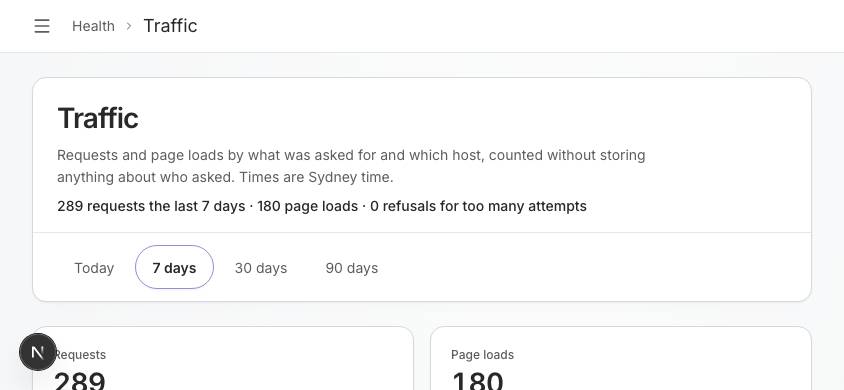 Health > Traffic
Traffic
Requests and page loads by what was asked for and which host, counted without storing
anything about who asked. Times are Sydney time.
289 requests the last 7 days · 180 page loads · 0 refusals for too many attempts
Today 7 days 30 days 90 days
N
Requests Page loads
289 180